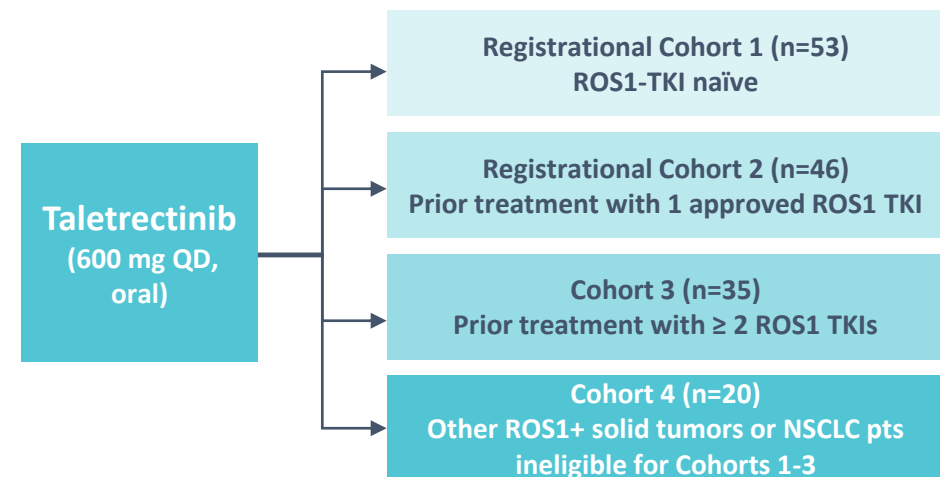 Taletrectinib
(600 mg QD,
oral)
Registrational Cohort 1 (n=53)
ROS1-TKI naïve
Registrational Cohort 2 (n=46)
Prior treatment with 1 approved ROS1 TKI
Cohort 3 (n=35)
Prior treatment with ≥ 2 ROS1 TKIs
Cohort 4 (n=20)
Other ROS1+ solid tumors or NSCLC pts
ineligible for Cohorts 1-3